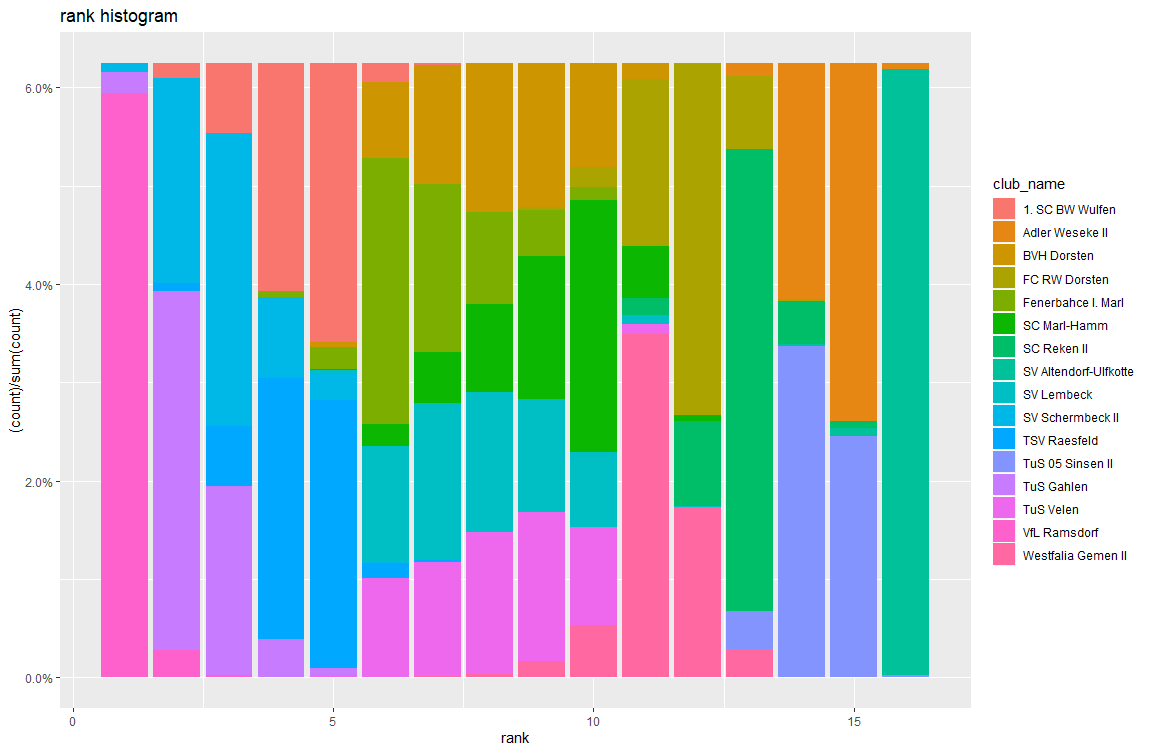 rank histogram
6.0%
4.0%
2.0%
0.0%
(count)/sum(count)
0
5
10
15
rank
club_name
1. SC BW Wulfen
Adler Weseke II
BVH Dorsten
FC RW Dorsten
Fenerbahce I. Marl
SC Marl-Hamm
SC Reken II
SV Altendorf-Ulfkotte
SV Lembeck
SV Schermbeck II
TSV Raesfeld
TuS 05 Sinsen II
TuS Gahlen
TuS Velen
VfL Ramsdorf
Westfalia Gemen II